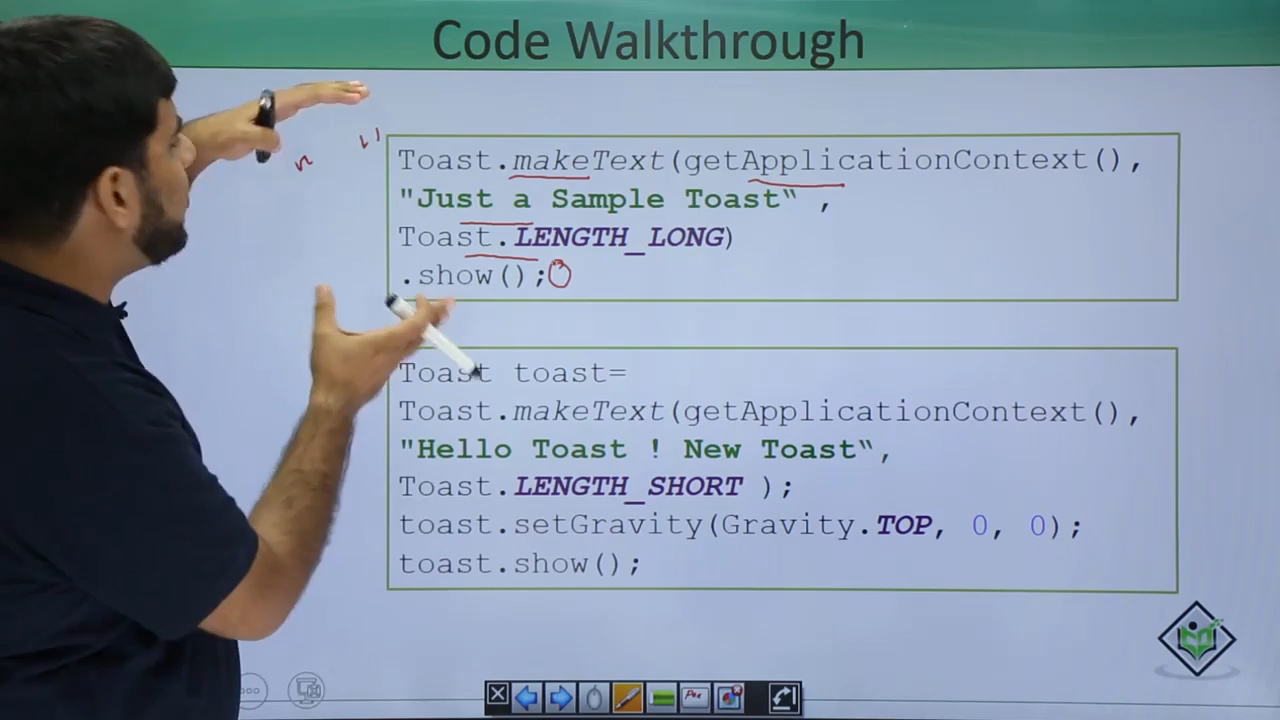 Code Walkthrough
Toast.makeText(getApplicationContext(),
"Just a Sample Toast‟ ,
Toast.LENGTH_LONG)
.show();
Toast toast=
Toast.makeText(getApplicationContext(),
"Hello Toast ! New Toast‟,
Toast.LENGTH_SHORT );
toast.setGravity(Gravity.TOP, 0, 0);
toast.show();